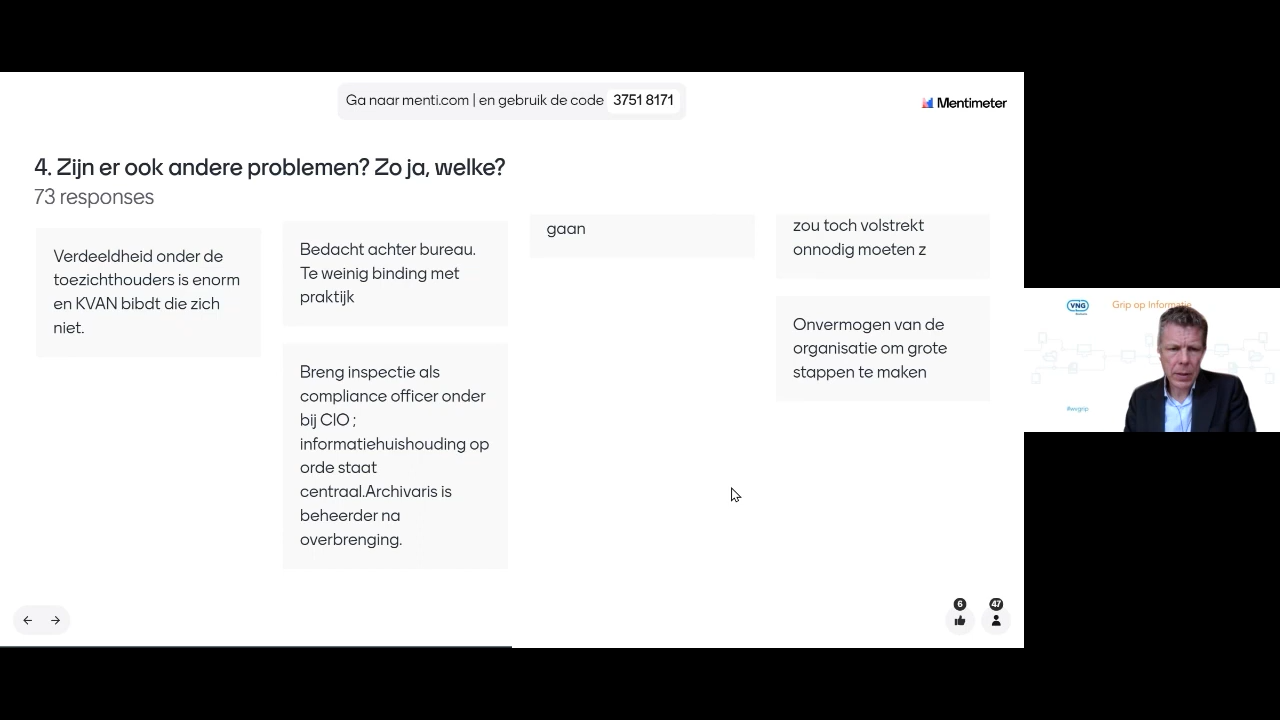 Ga naar menti.com | en gebruik de code 3751 8171
Mentimeter
4. Zijn er ook andere problemen? Zo ja, welke?
73 responses
Verdeeldheid onder de
toezichthouders is enorm
en KVAN bibdt die zich
niet.
Bedacht achter bureau.
Te weinig binding met
praktijk
Breng inspectie als
compliance officer onder
bij CIO ;
informatiehuishouding op
orde staat
centraal.Archivaris is
beheerder na
overbrenging.
gaan
zou toch volstrekt
onnodig moeten z
Onvermogen van de
organisatie om grote
stappen te maken
6
47
VNG
Grip op Informatie